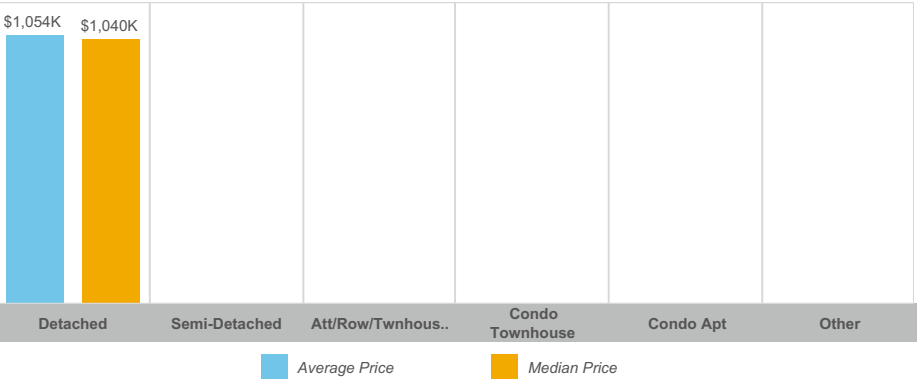 $1,054K
$1,040K
Detached
Semi-Detached
Att/Row/Twnhous..
Condo
Townhouse
Condo Apt
Other
Average Price
Median Price